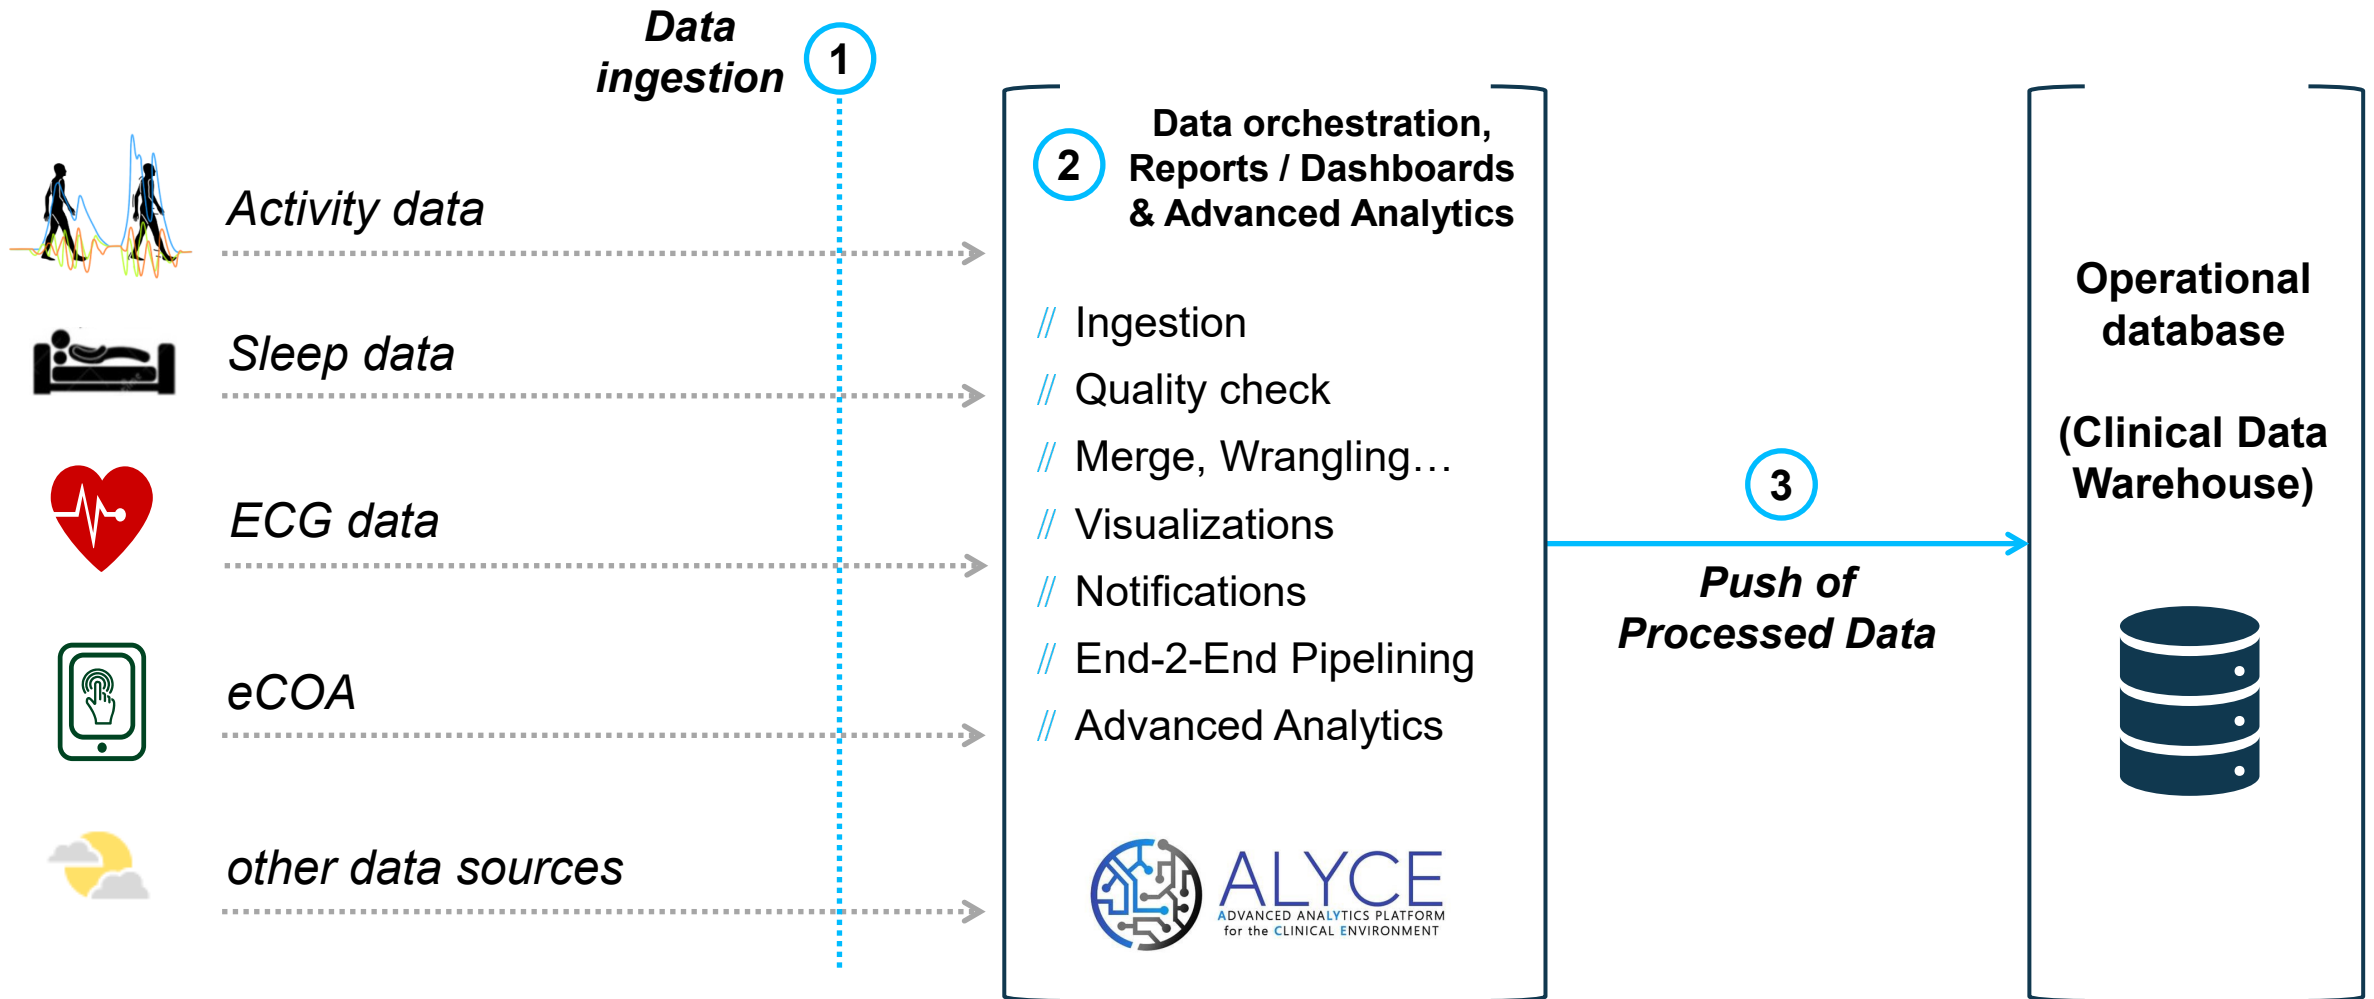 Data
ingestion
1
Activity data
Sleep data
ECG data
eCOA
other data sources
2
Data orchestration,
Reports / Dashboards
& Advanced Analytics
// Ingestion
// Quality check
// Merge, Wrangling…
// Visualizations
// Notifications
// End-2-End Pipelining
// Advanced Analytics
ALYCE
ADVANCED ANALYTICS PLATFORM
for the CLINICAL ENVIRONMENT
3
Push of
Processed Data
Operational
database
(Clinical Data
Warehouse)